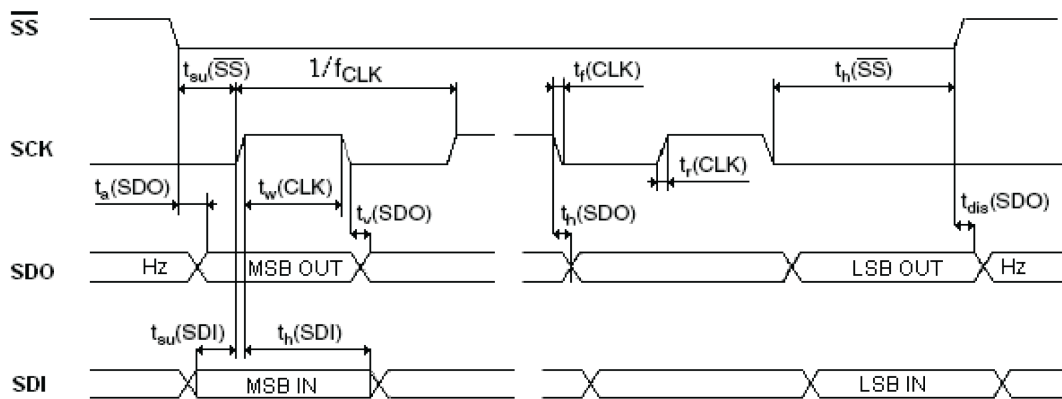 SS
tsu(SS) 1/fCLK tf(CLK) th(SS)
SCK
ta(SDO) tw(CLK) tv(SDO) th(SDO) tr(CLK) tdis(SDO)
SDO Hz MSB OUT LSB OUT Hz
tsu(SDI) th(SDI)
SDI MSB IN LSB IN